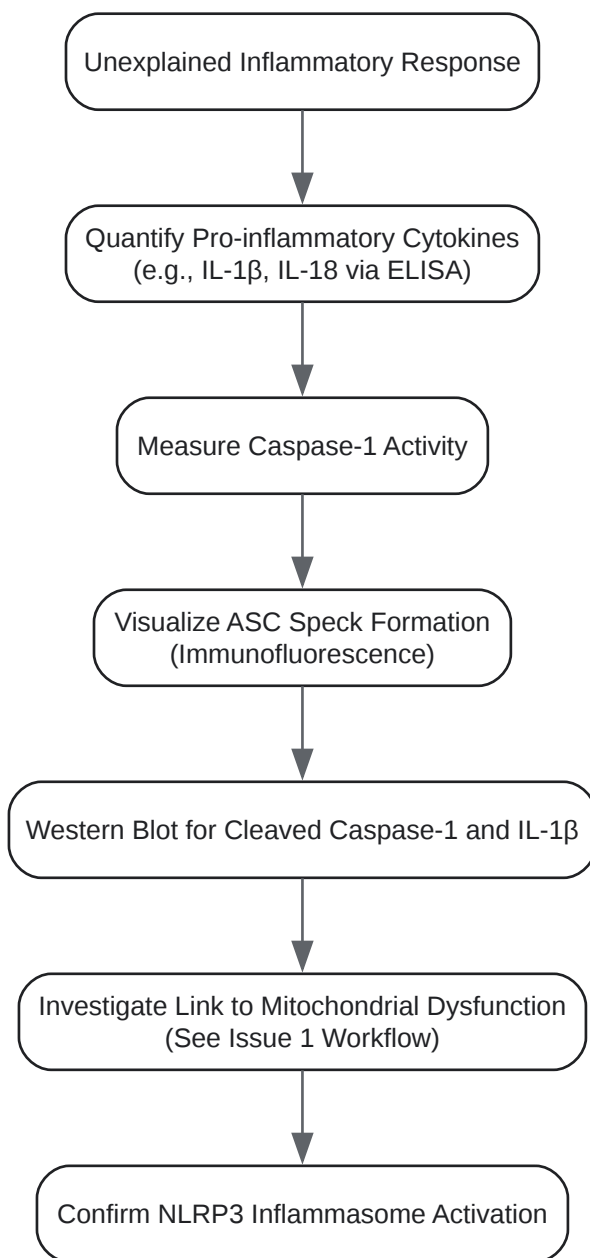 Unexplained Inflammatory Response
Quantify Pro-inflammatory Cytokines
(e.g., IL-1β, IL-18 via ELISA)
Measure Caspase-1 Activity
Visualize ASC Speck Formation
(Immunofluorescence)
Western Blot for Cleaved Caspase-1 and IL-1β
Investigate Link to Mitochondrial Dysfunction
(See Issue 1 Workflow)
Confirm NLRP3 Inflammasome Activation